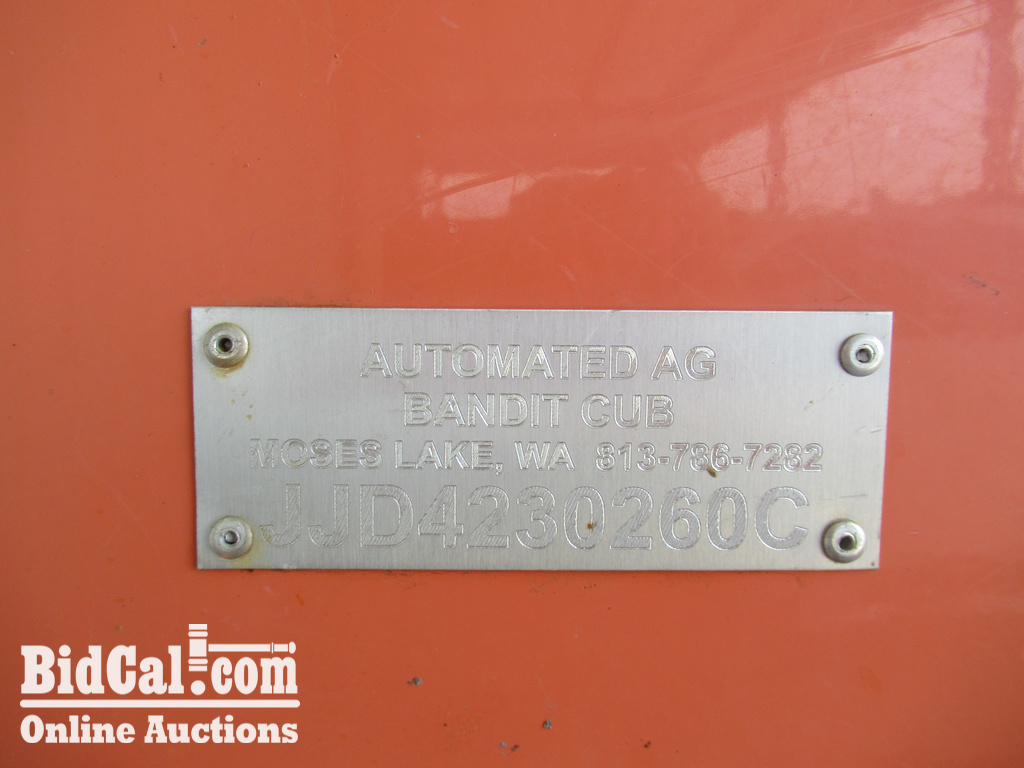 AUTOMATED AG
BANDIT CUB
MOSES LAKE, WA 813-786-7282
JJD4230260C
BidCal.com
Online Auctions